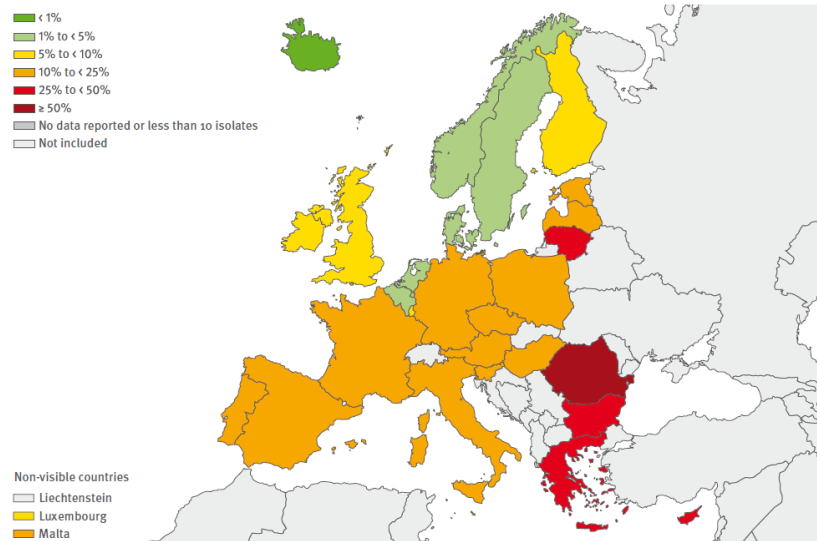 < 1%
1% to < 5%
5% to < 10%
10% to < 25%
25% to < 50%
≥ 50%
No data reported or less than 10 isolates
Not included
Non-visible countries
Liechtenstein
Luxembourg
Malta